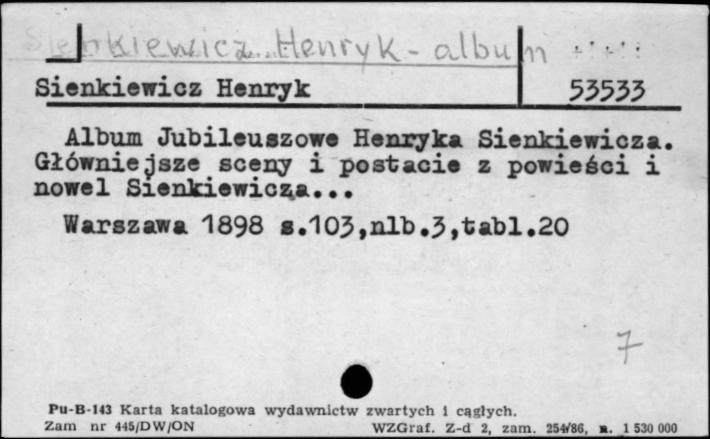 Sienkiewicz Henryk - album
Sienkiewicz Henryk 53533
Album Jubileuszowe Henryka Sienkiewicza.
Główniejsze sceny i postacie z powieści i
nowel Sienkiewicza...
Warszawa 1898 s.103,nlb.3,tabl.20
7
Pu-B-143 Karta katalogowa wydawnictw zwartych i ciągłych.
Zam nr 445/DW/ON WZGraf. Z-d 2, zam. 254/86, n. 1 530 000